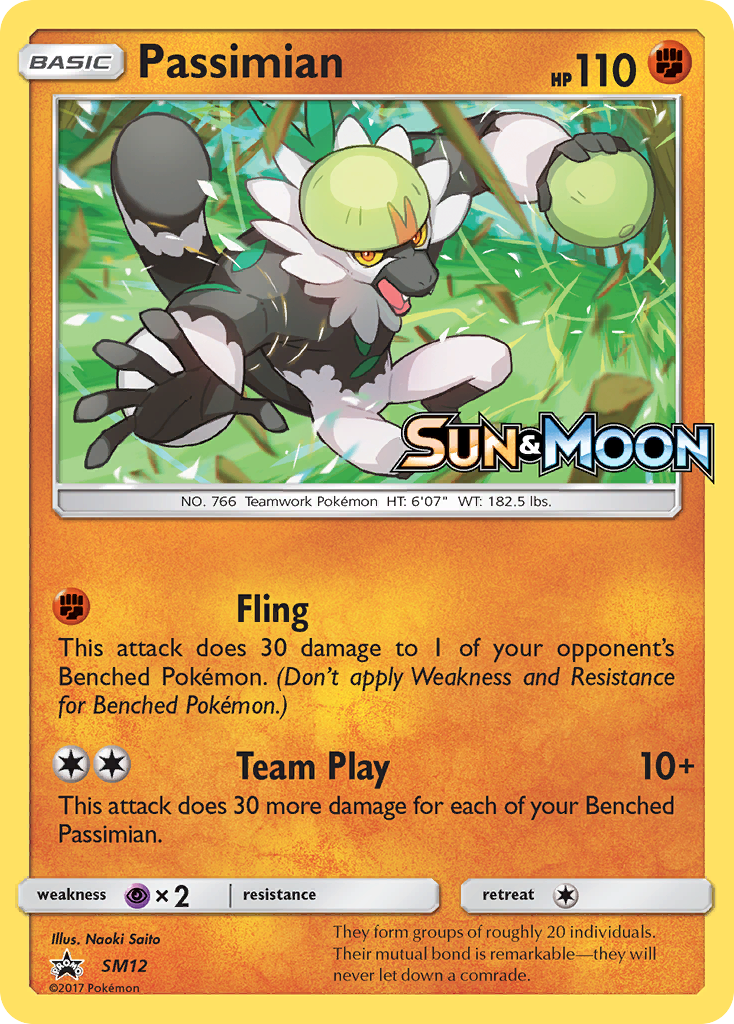 BASIC Passimian HP 110
SUN & MOON
NO. 766 Teamwork Pokémon HT: 6'07" WT: 182.5 lbs.
Fling
This attack does 30 damage to 1 of your opponent's
Benched Pokémon. (Don't apply Weakness and Resistance
for Benched Pokémon.)
Team Play 10+
This attack does 30 more damage for each of your Benched
Passimian.
weakness ×2 resistance retreat
Illus. Naoki Saito
PROMO SM12
©2017 Pokémon
They form groups of roughly 20 individuals.
Their mutual bond is remarkable—they will
never let down a comrade.